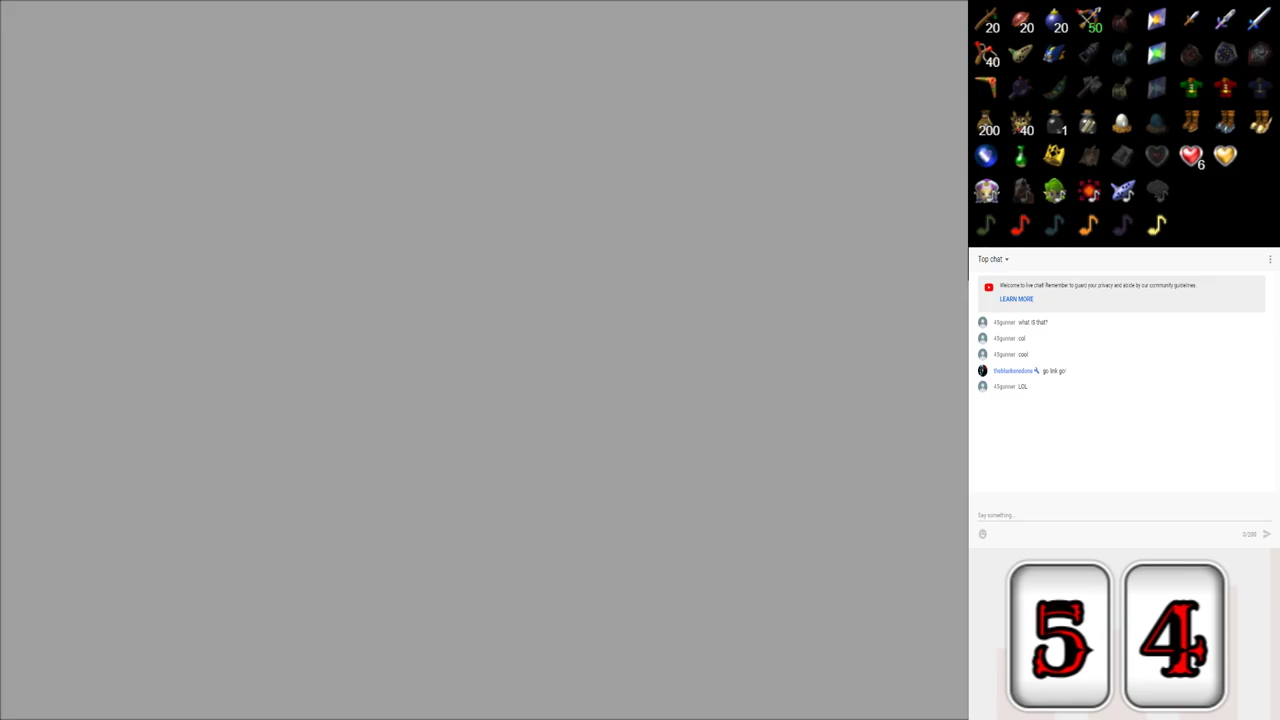 20 20 20 50
40
200 40 1
6
Top chat
Welcome to live chat! Remember to guard your privacy and abide by our community guidelines.
LEARN MORE
45gunner what iS that?
45gunner col
45gunner cool
theblackonedone go link go!
45gunner LOL
Say something...
0/200
5 4